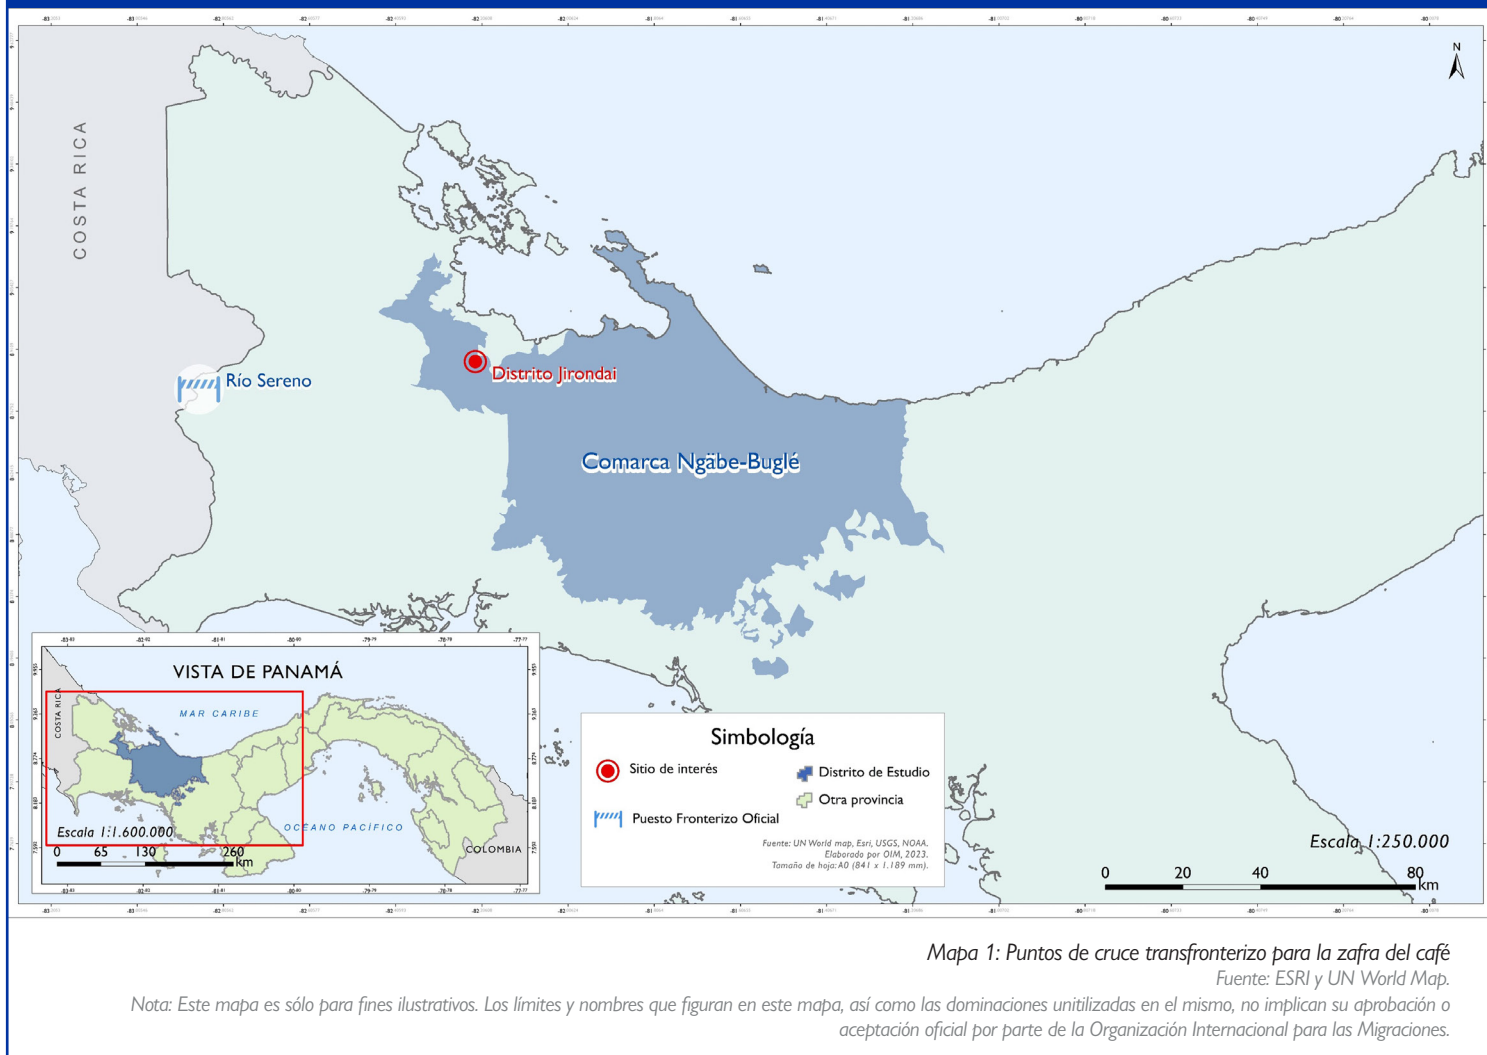 N
COSTA RICA
Río Sereno
Distrito Jirondai
Comarca Ngäbe-Buglé
VISTA DE PANAMÁ
COSTA RICA
MAR CARIBE
OCÉANO PACÍFICO
COLOMBIA
Escala 1:1.600.000
0 65 130 260
km
Simbología
Sitio de interés
Distrito de Estudio
Otra provincia
Puesto Fronterizo Oficial
Fuente: UN World map, Esri, USGS, NOAA.
Elaborado por OIM, 2023.
Tamaño de hoja: A0 (841 x 1.189 mm).
Escala 1:250.000
0 20 40 80
km
Mapa 1: Puntos de cruce transfronterizo para la zafra del café
Fuente: ESRI y UN World Map.
Nota: Este mapa es sólo para fines ilustrativos. Los límites y nombres que figuran en este mapa, así como las dominaciones unitilizadas en el mismo, no implican su aprobación o
aceptación oficial por parte de la Organización Internacional para las Migraciones.